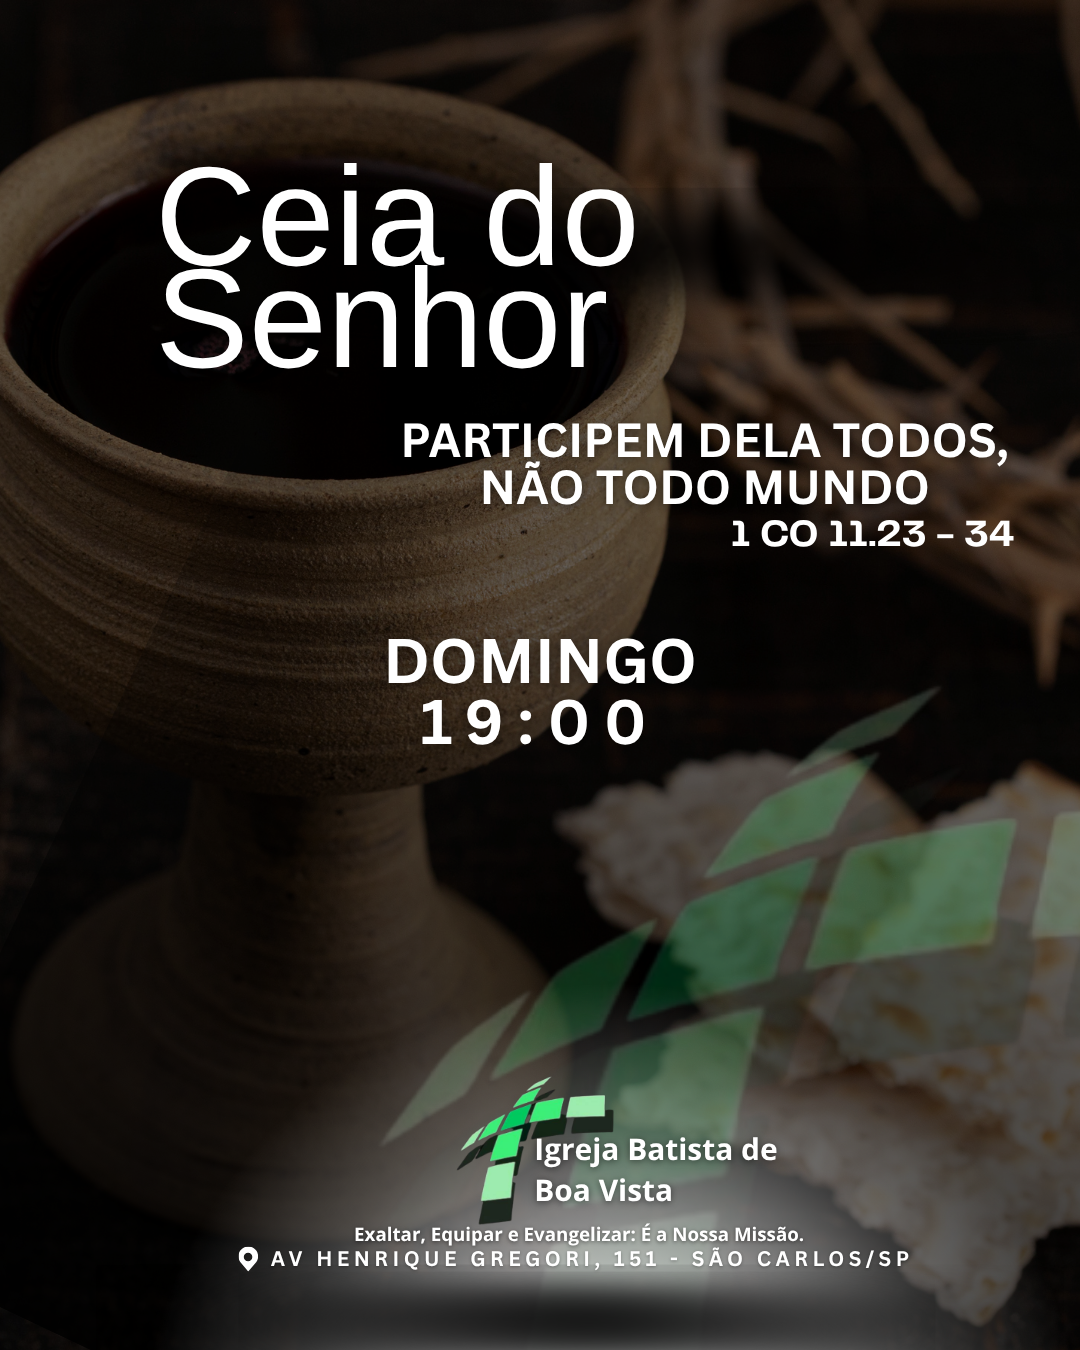 Ceia do
Senhor
PARTICIPEM DELA TODOS,
NÃO TODO MUNDO
1 CO 11.23 – 34
DOMINGO
19:00
Igreja Batista de
Boa Vista
Exaltar, Equipar e Evangelizar: É a Nossa Missão.
AV HENRIQUE GREGORI, 151 - SÃO CARLOS/SP